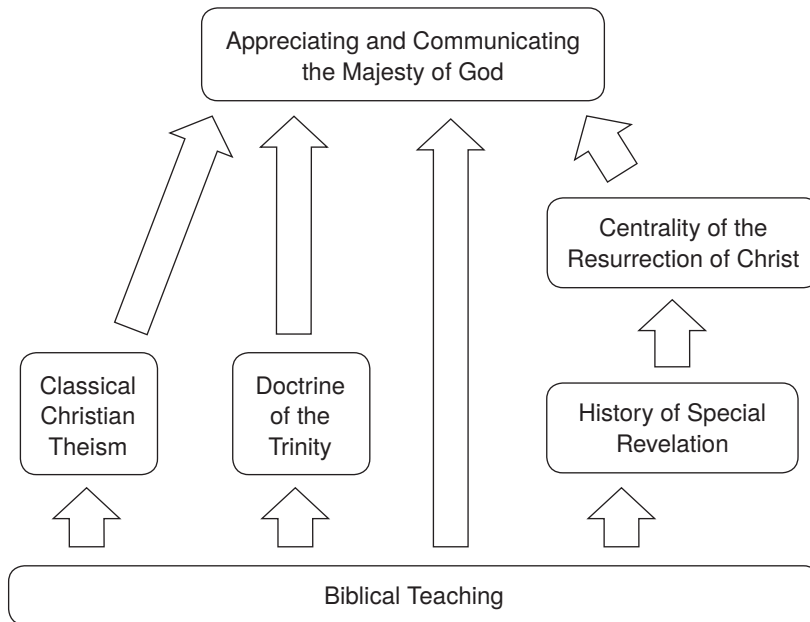 Appreciating and Communicating
the Majesty of God
Centrality of the
Resurrection of Christ
Classical
Christian
Theism
Doctrine
of the
Trinity
History of Special
Revelation
Biblical Teaching